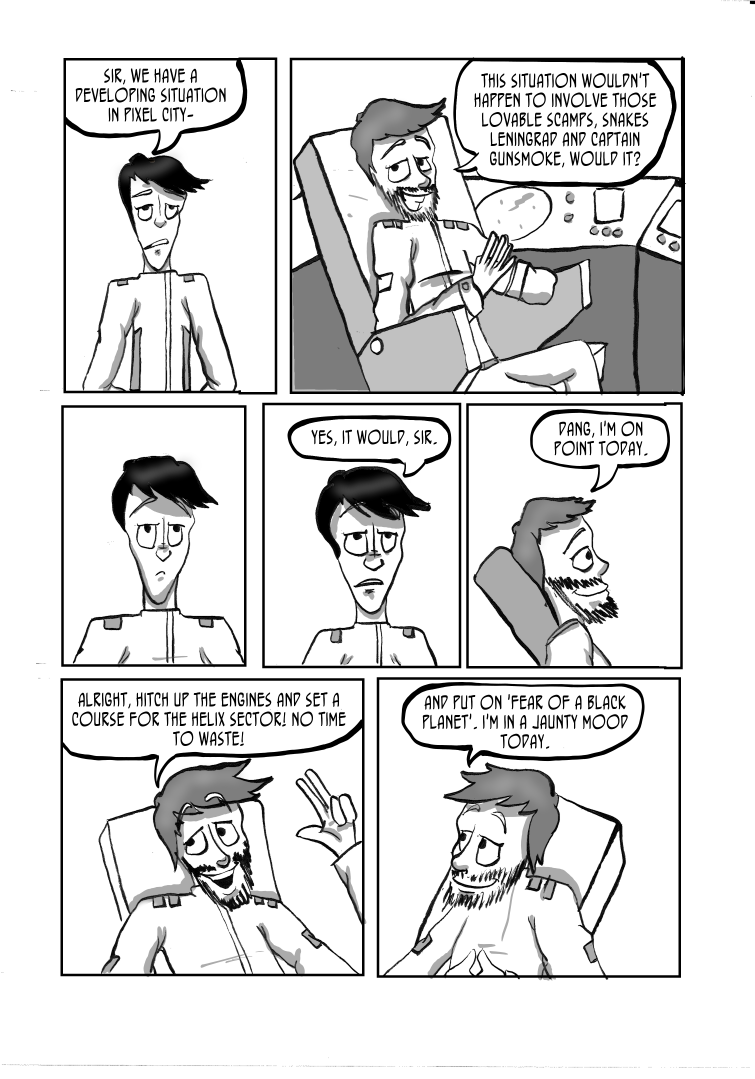 SIR, WE HAVE A
DEVELOPING SITUATION
IN PIXEL CITY-
THIS SITUATION WOULDN'T
HAPPEN TO INVOLVE THOSE
LOVABLE SCAMPS, SNAKES
LENINGRAD AND CAPTAIN
GUNSMOKE, WOULD IT?
YES, IT WOULD, SIR.
DANG, I'M ON
POINT TODAY.
ALRIGHT, HITCH UP THE ENGINES AND SET A
COURSE FOR THE HELIX SECTOR! NO TIME
TO WASTE!
AND PUT ON 'FEAR OF A BLACK
PLANET'. I'M IN A JAUNTY MOOD
TODAY.